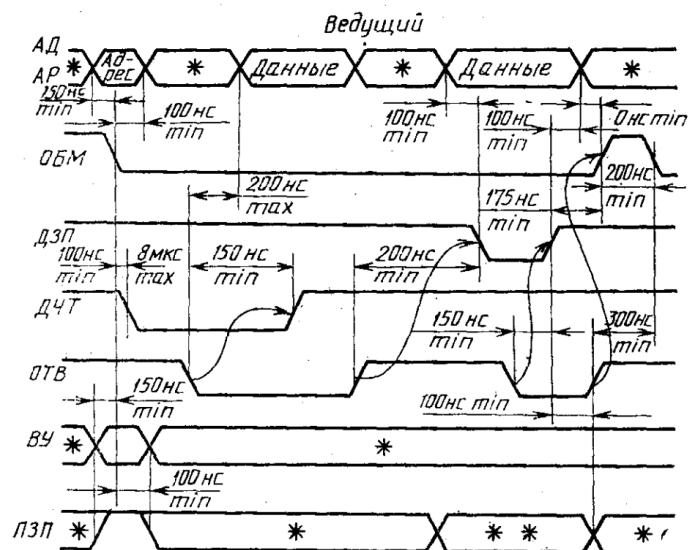 Ведущий
АД
АР
* Ад-
рес * Данные * Данные *
150нс
min
100нс
min
100нс
min
100нс
min
0нс min
ОБМ
200нс
max
175нс
min
200нс
min
ДЗП
100нс
min
8мкс
max
150нс
min
200нс
min
ДЧТ
150нс
min
300нс
min
ОТВ
150нс
min
100нс min
ВУ * *
100нс
min
ПЗП * * * * *